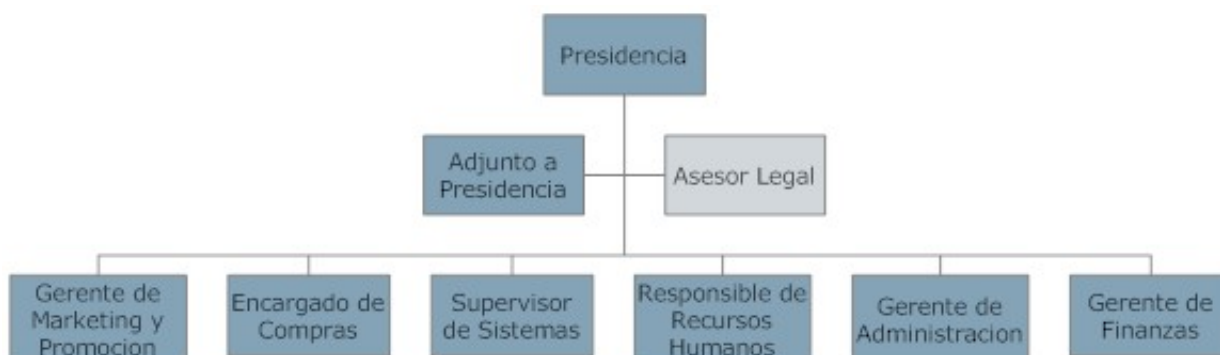 Presidencia
Adjunto a
Presidencia
Asesor Legal
Gerente de
Marketing y
Promocion
Encargado de
Compras
Supervisor
de Sistemas
Responsible de
Recursos
Humanos
Gerente de
Administracion
Gerente de
Finanzas